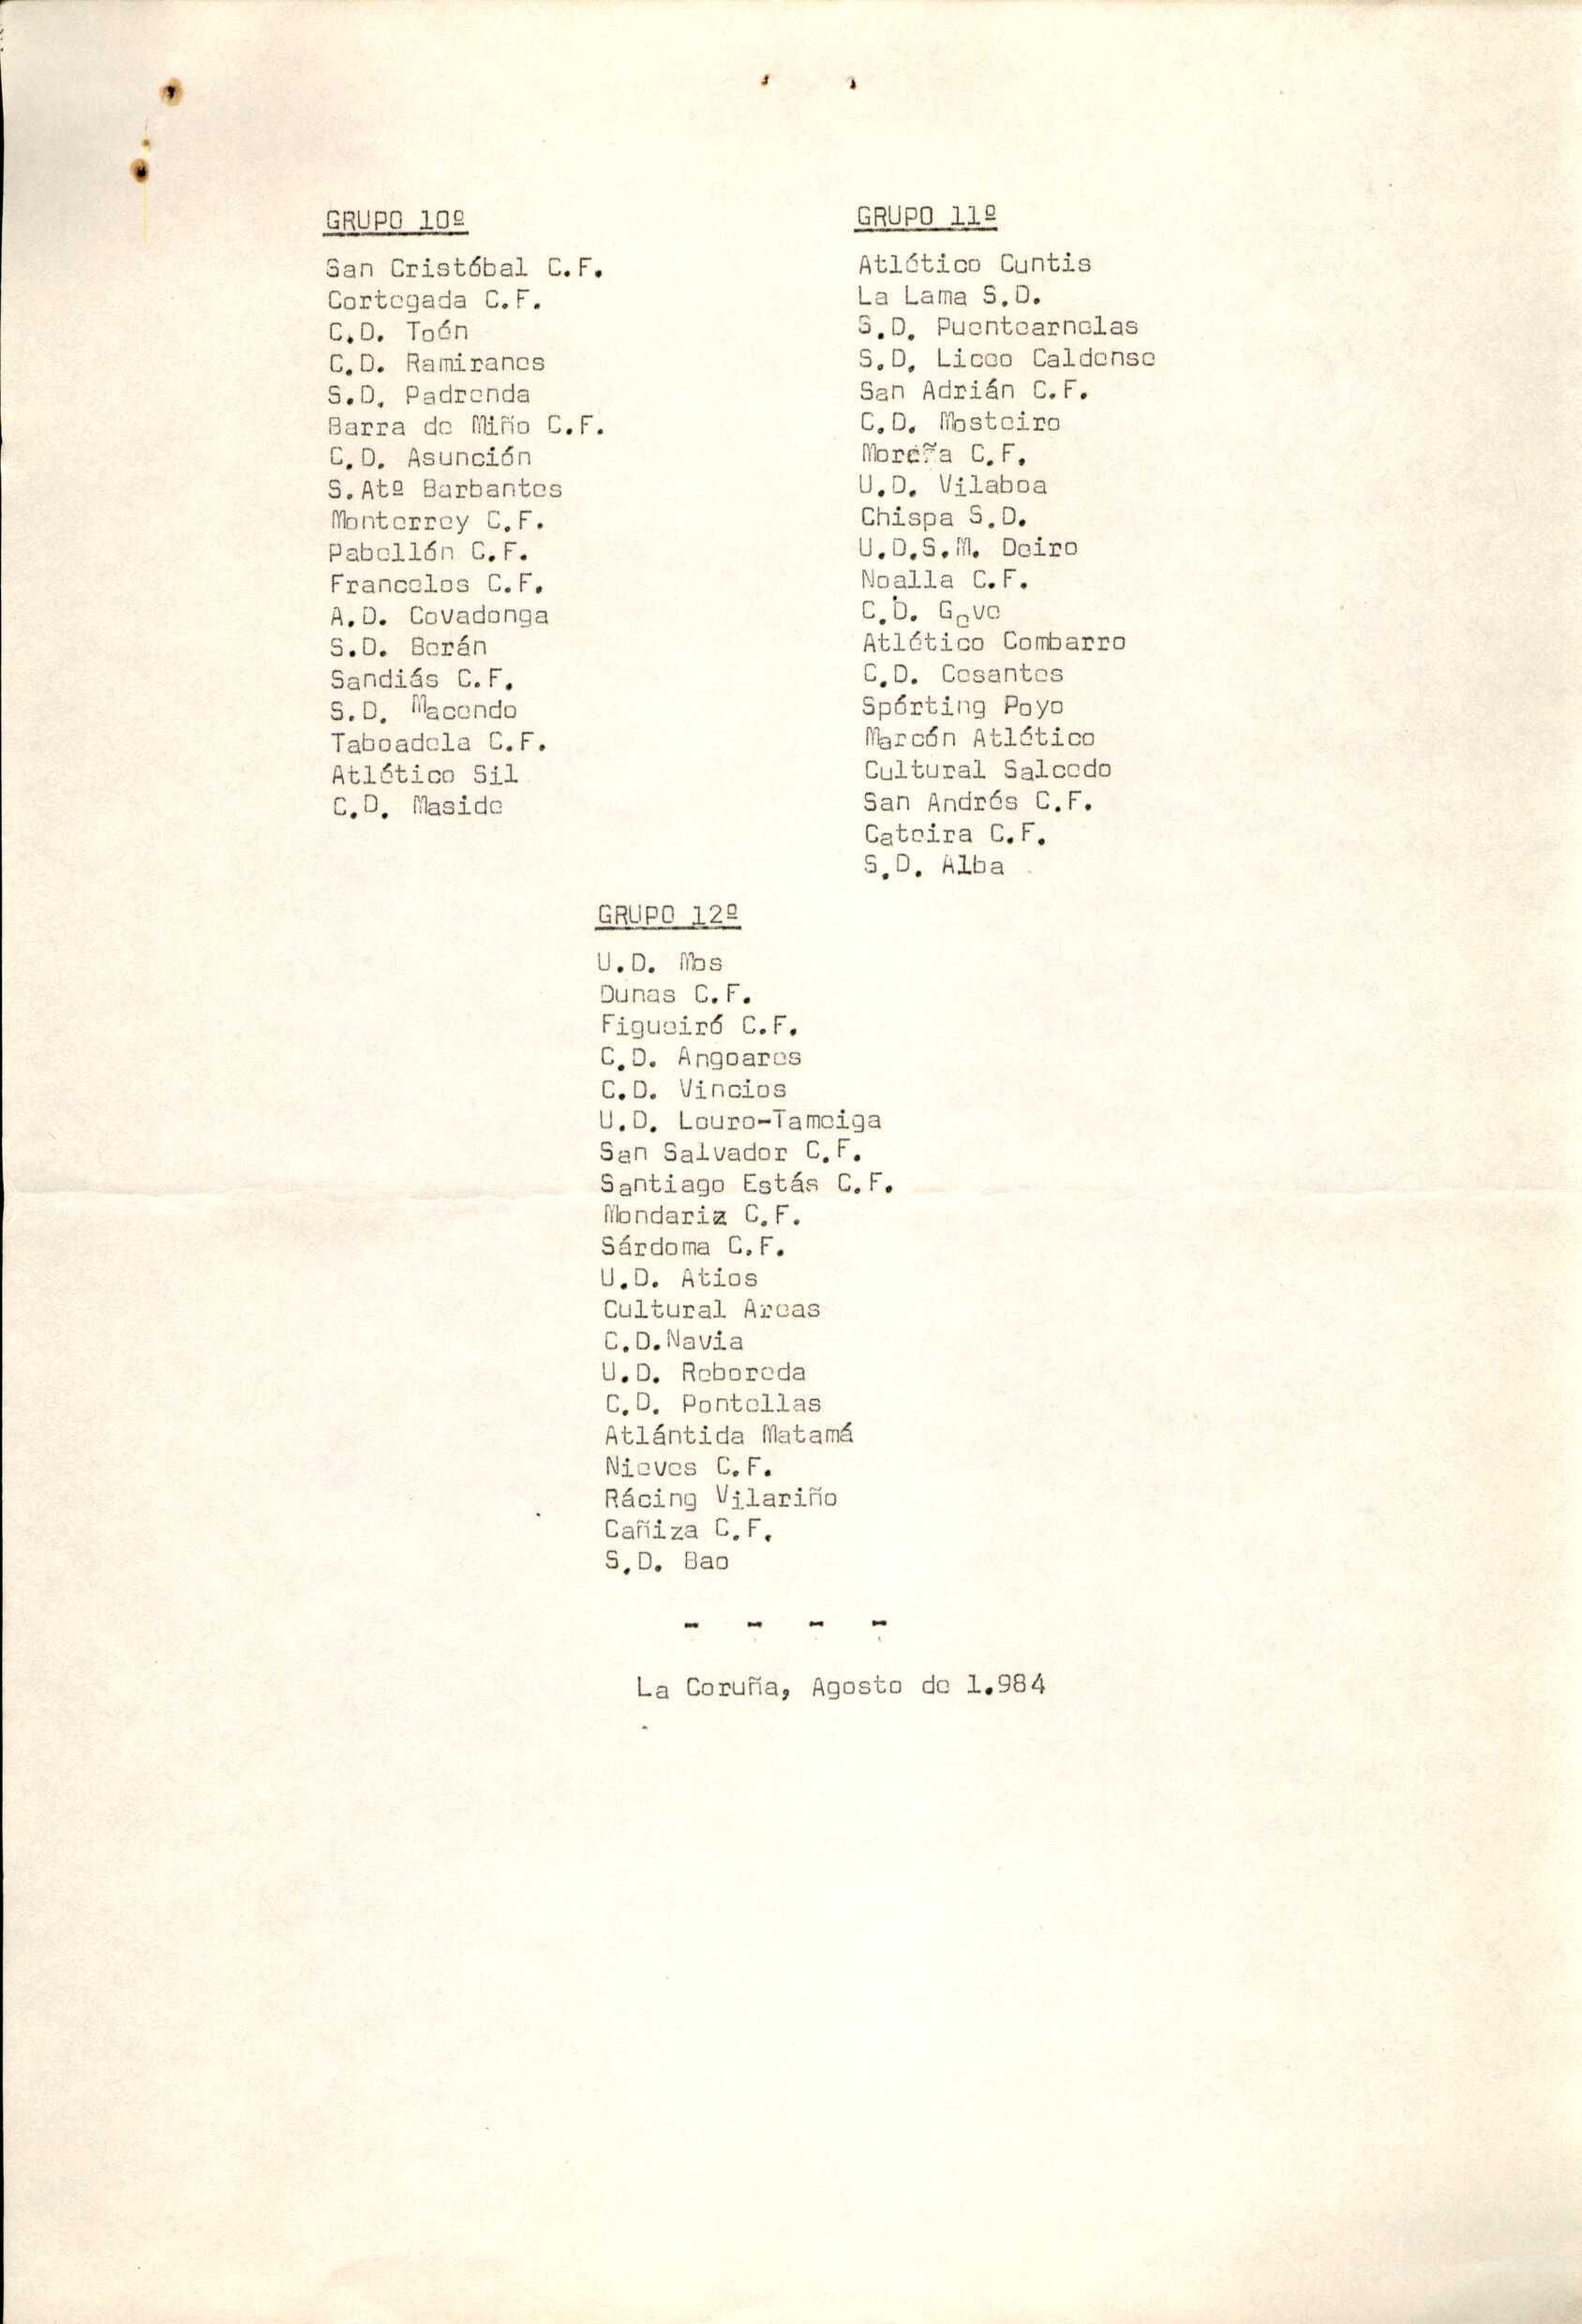 GRUPO 10º
San Cristóbal C.F.
Cortegada C.F.
C.D. Toén
C.D. Ramiranes
S.D. Padrenda
Barra de Miño C.F.
C.D. Asunción
S.Atº Barbantes
Monterrey C.F.
Pabellón C.F.
Francelos C.F.
A.D. Covadonga
S.D. Berán
Sandiás C.F.
S.D. Macendo
Taboadela C.F.
Atlético Sil
C.D. Maside
GRUPO 11º
Atlético Cuntis
La Lama S.D.
S.D. Puentearnelas
S.D. Liceo Caldense
San Adrián C.F.
C.D. Mosteiro
Moreña C.F.
U.D. Vilaboa
Chispa S.D.
U.D.S.M. Deiro
Noalla C.F.
C.D. Gove
Atlético Combarro
C.D. Cesantes
Spórting Poyo
Marcón Atlético
Cultural Salcedo
San Andrés C.F.
Cateira C.F.
S.D. Alba
GRUPO 12º
U.D. Mos
Dunas C.F.
Figueiró C.F.
C.D. Angoares
C.D. Vincios
U.D. Louro-Tameiga
San Salvador C.F.
Santiago Estás C.F.
Mondariz C.F.
Sárdoma C.F.
U.D. Atios
Cultural Areas
C.D.Navia
U.D. Reboreda
C.D. Pontellas
Atlántida Matamá
Nieves C.F.
Rácing Vilariño
Cañiza C.F.
S.D. Bao
- - - -
La Coruña, Agosto de 1.984